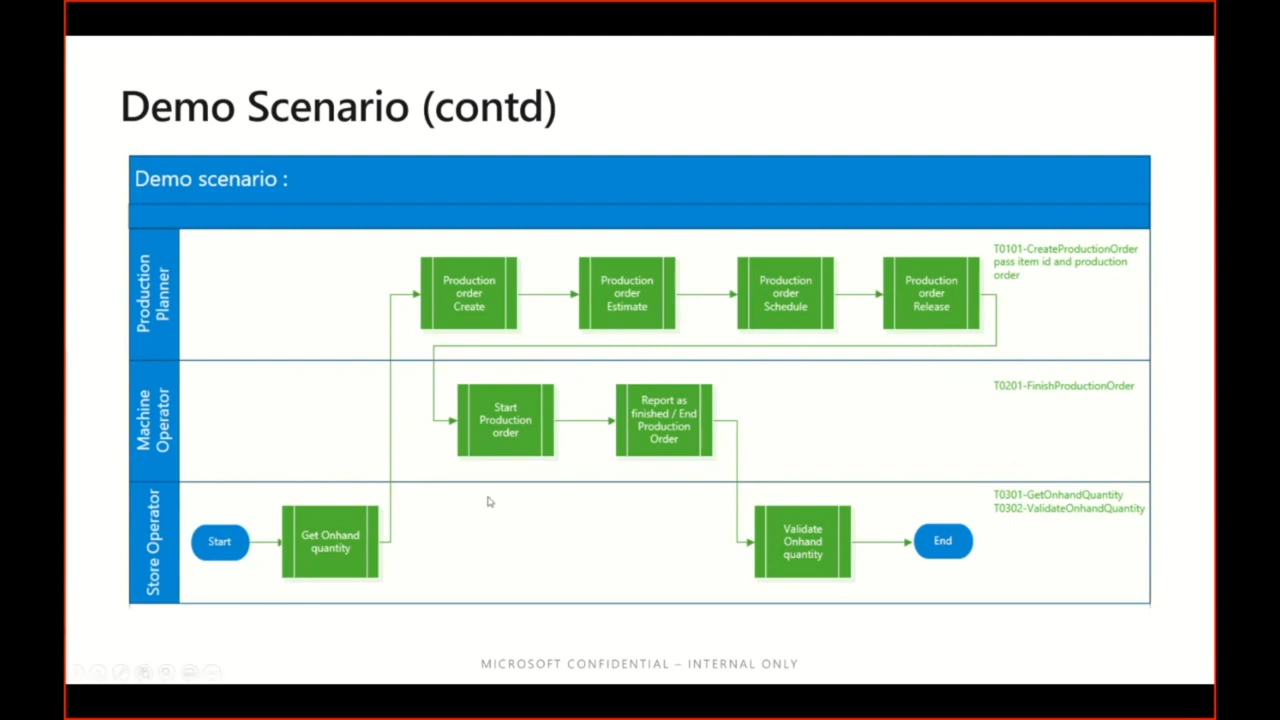 Demo Scenario (contd)
Demo scenario :
Production
Planner
Production
order
Create
Production
order
Estimate
Production
order
Schedule
Production
order
Release
T0101-CreateProductionOrder
pass item id and production
order
Machine
Operator
Start
Production
order
Report as
finished / End
Production
Order
T0201-FinishProductionOrder
Store Operator
Start
Get Onhand
quantity
Validate
Onhand
quantity
End
T0301-GetOnhandQuantity
T0302-ValidateOnhandQuantity
MICROSOFT CONFIDENTIAL – INTERNAL ONLY